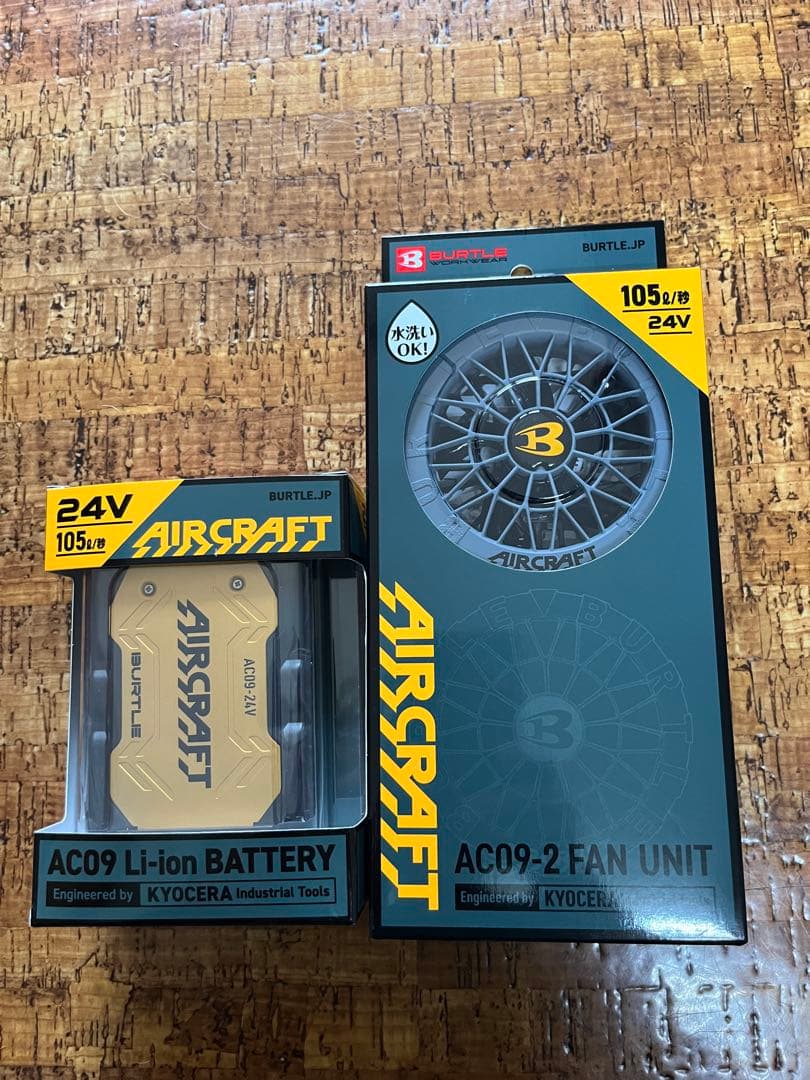 24V
105ℓ/秒
BURTLE.JP
AIRCRAFT
AIRCRAFT
BURTLE
AC09-24V
AC09 Li-ion BATTERY
Engineered by KYOCERA Industrial Tools
BURTLE
WORKWEAR
BURTLE.JP
水洗い
OK!
105ℓ/秒
24V
B
AIRCRAFT
AIRCRAFT
B
AC09-2 FAN UNIT
Engineered by KYOCERA